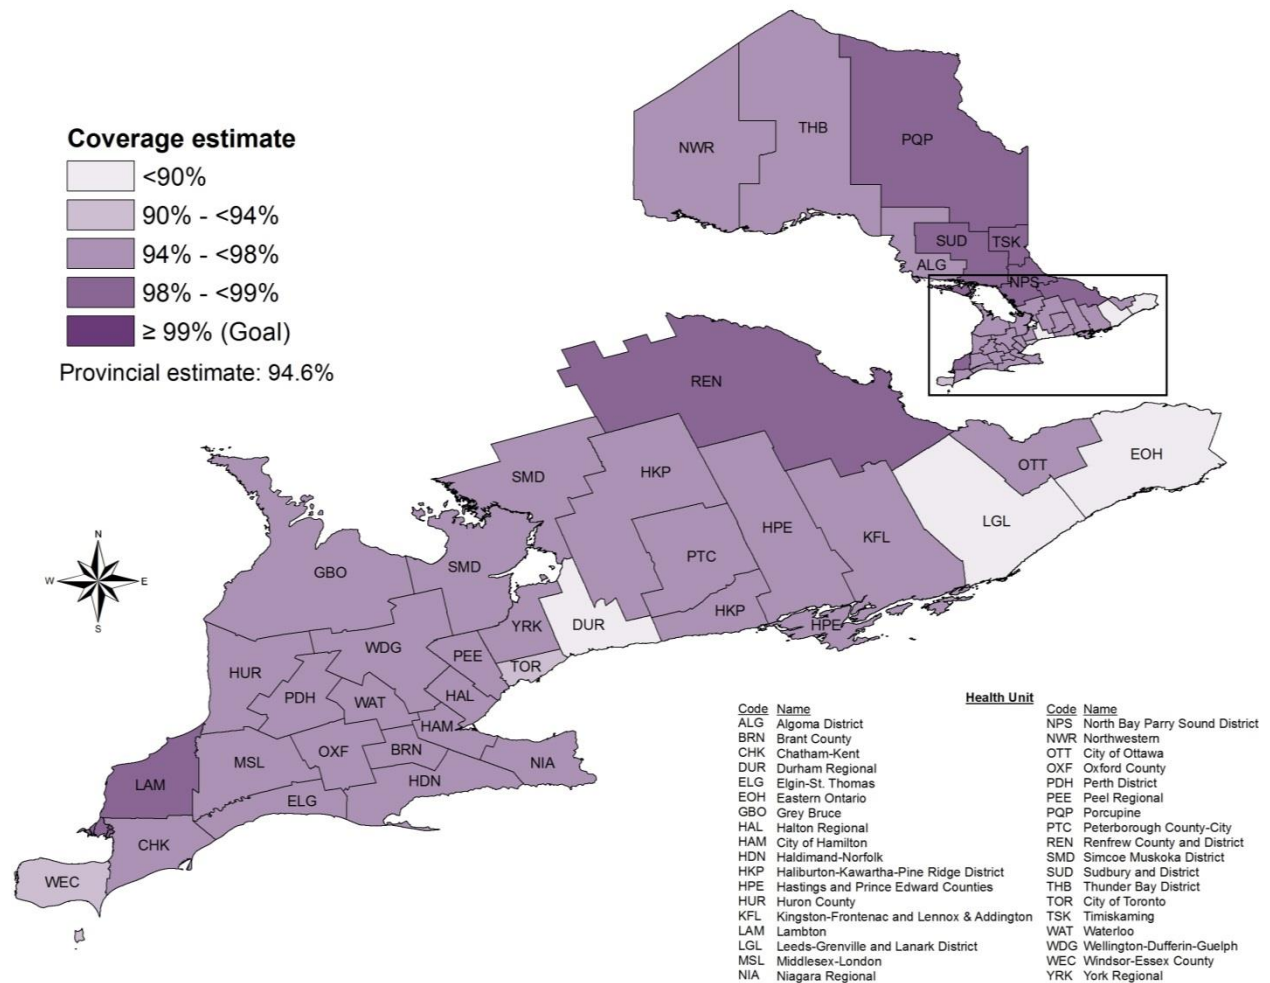 Coverage estimate
<90%
90% - <94%
94% - <98%
98% - <99%
≥ 99% (Goal)
Provincial estimate: 94.6%
NWR
THB
PQP
SUD
TSK
ALG
NPS
REN
SMD
HKP
OTT
EOH
LGL
HPE
KFL
PTC
GBO
SMD
HKP
HPE
YRK
DUR
WDG
PEE
TOR
HUR
PDH
WAT
HAL
HAM
MSL
OXF
BRN
NIA
LAM
HDN
ELG
CHK
WEC
N
W
E
S
Health Unit
Code Name
ALG Algoma District
BRN Brant County
CHK Chatham-Kent
DUR Durham Regional
ELG Elgin-St. Thomas
EOH Eastern Ontario
GBO Grey Bruce
HAL Halton Regional
HAM City of Hamilton
HDN Haldimand-Norfolk
HKP Haliburton-Kawartha-Pine Ridge District
HPE Hastings and Prince Edward Counties
HUR Huron County
KFL Kingston-Frontenac and Lennox & Addington
LAM Lambton
LGL Leeds-Grenville and Lanark District
MSL Middlesex-London
NIA Niagara Regional
Code Name
NPS North Bay Parry Sound District
NWR Northwestern
OTT City of Ottawa
OXF Oxford County
PDH Perth District
PEE Peel Regional
PQP Porcupine
PTC Peterborough County-City
REN Renfrew County and District
SMD Simcoe Muskoka District
SUD Sudbury and District
THB Thunder Bay District
TOR City of Toronto
TSK Timiskaming
WAT Waterloo
WDG Wellington-Dufferin-Guelph
WEC Windsor-Essex County
YRK York Regional